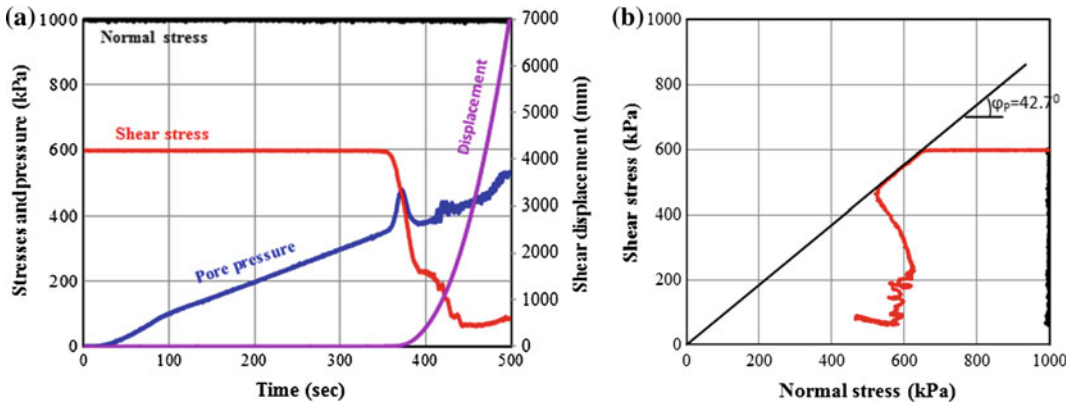 (a)
1000
800
600
400
200
0
Stresses and pressure (kPa)
0 100 200 300 400 500
Time (sec)
7000
6000
5000
4000
3000
2000
1000
0
Shear displacement (mm)
Normal stress
Shear stress
Pore pressure
Displacement
(b)
1000
800
600
400
200
0
Shear stress (kPa)
0 200 400 600 800 1000
Normal stress (kPa)
φP=42.7⁰